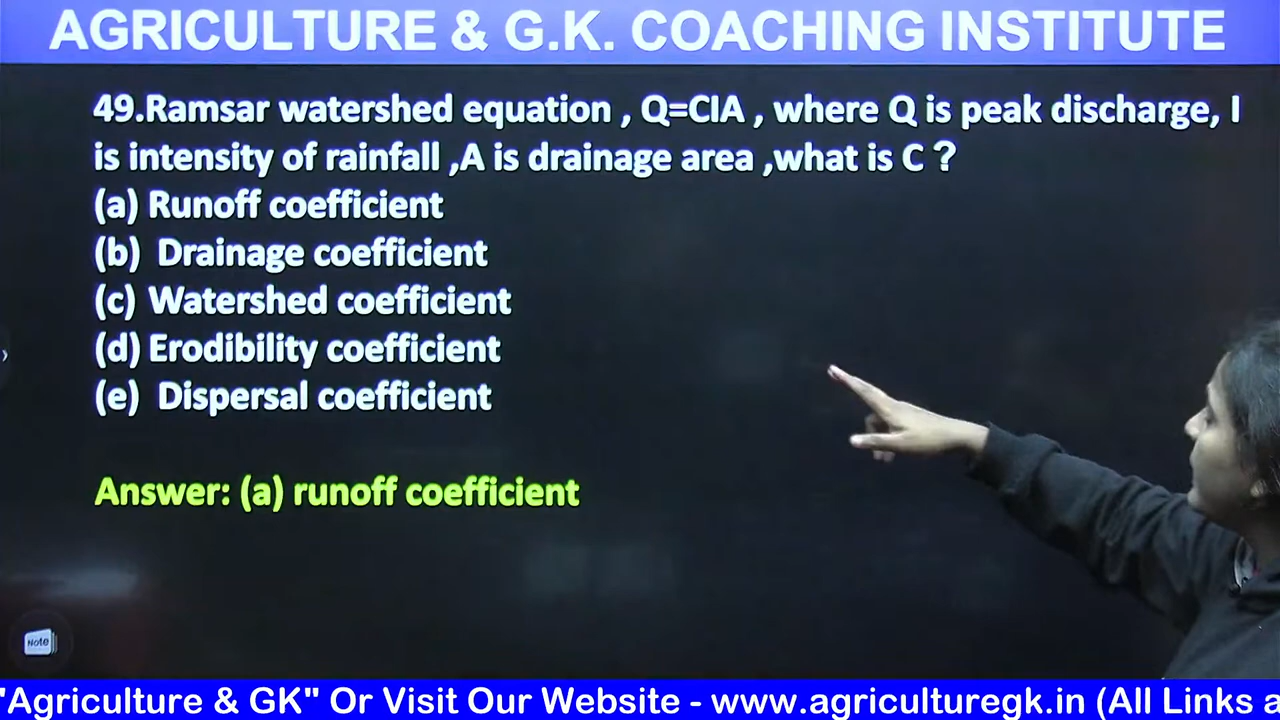 AGRICULTURE & G.K. COACHING INSTITUTE
49.Ramsar watershed equation , Q=CIA , where Q is peak discharge, I
is intensity of rainfall ,A is drainage area ,what is C ?
(a) Runoff coefficient
(b) Drainage coefficient
(c) Watershed coefficient
(d) Erodibility coefficient
(e) Dispersal coefficient
Answer: (a) runoff coefficient
Note
"Agriculture & GK" Or Visit Our Website - www.agriculturegk.in (All Links a